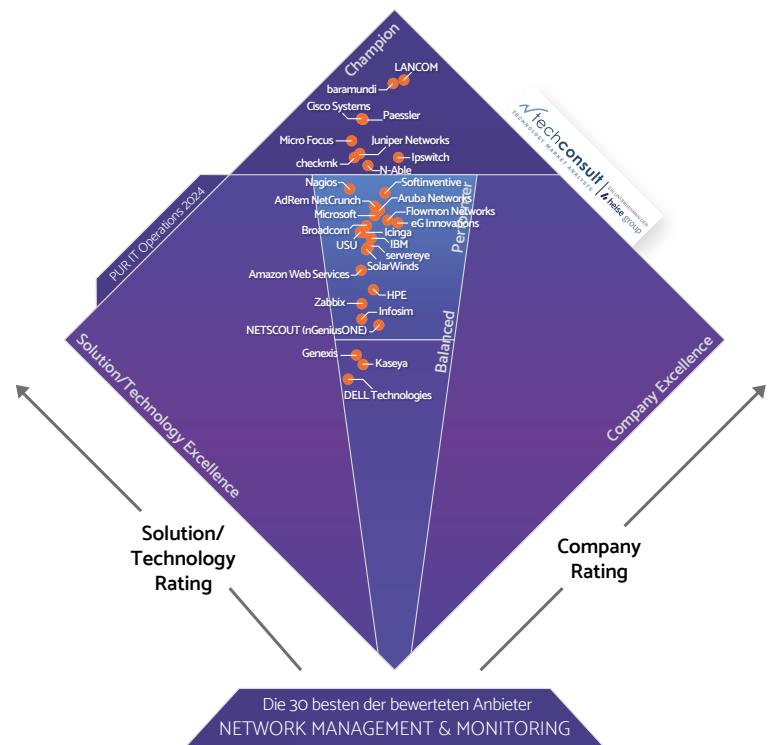 Champion
LANCOM
baramundi
Cisco Systems
Paessler
Micro Focus
Juniper Networks
checkmk
Ipswitch
N-Able
techconsult
TECHNOLOGY MARKET ANALYSTS
EIN UNTERNEHMEN DER
heise group
PUR IT Operations 2024
Nagios
Softinventive
AdRem NetCrunch
Aruba Networks
Microsoft
Flowmon Networks
Broadcom
eG Innovations
Icinga
USU
IBM
servereye
SolarWinds
Amazon Web Services
HPE
Zabbix
Infosim
NETSCOUT (nGeniusONE)
Performer
Balanced
Genexis
Kaseya
DELL Technologies
Solution/Technology Excellence
Company Excellence
Solution/
Technology
Rating
Company
Rating
Die 30 besten der bewerteten Anbieter
NETWORK MANAGEMENT & MONITORING